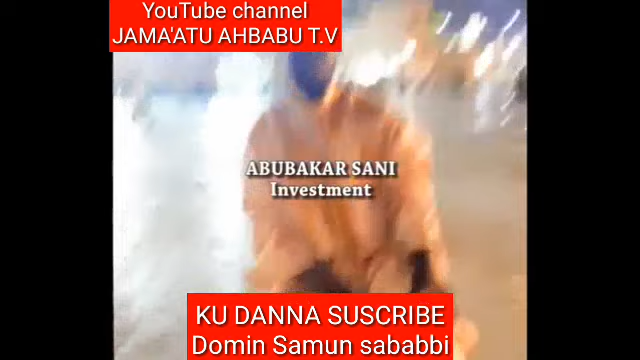 YouTube channel
JAMA'ATU AHBABU T.V
ABUBAKAR SANI
Investment
KU DANNA SUSCRIBE
Domin Samun sababbi